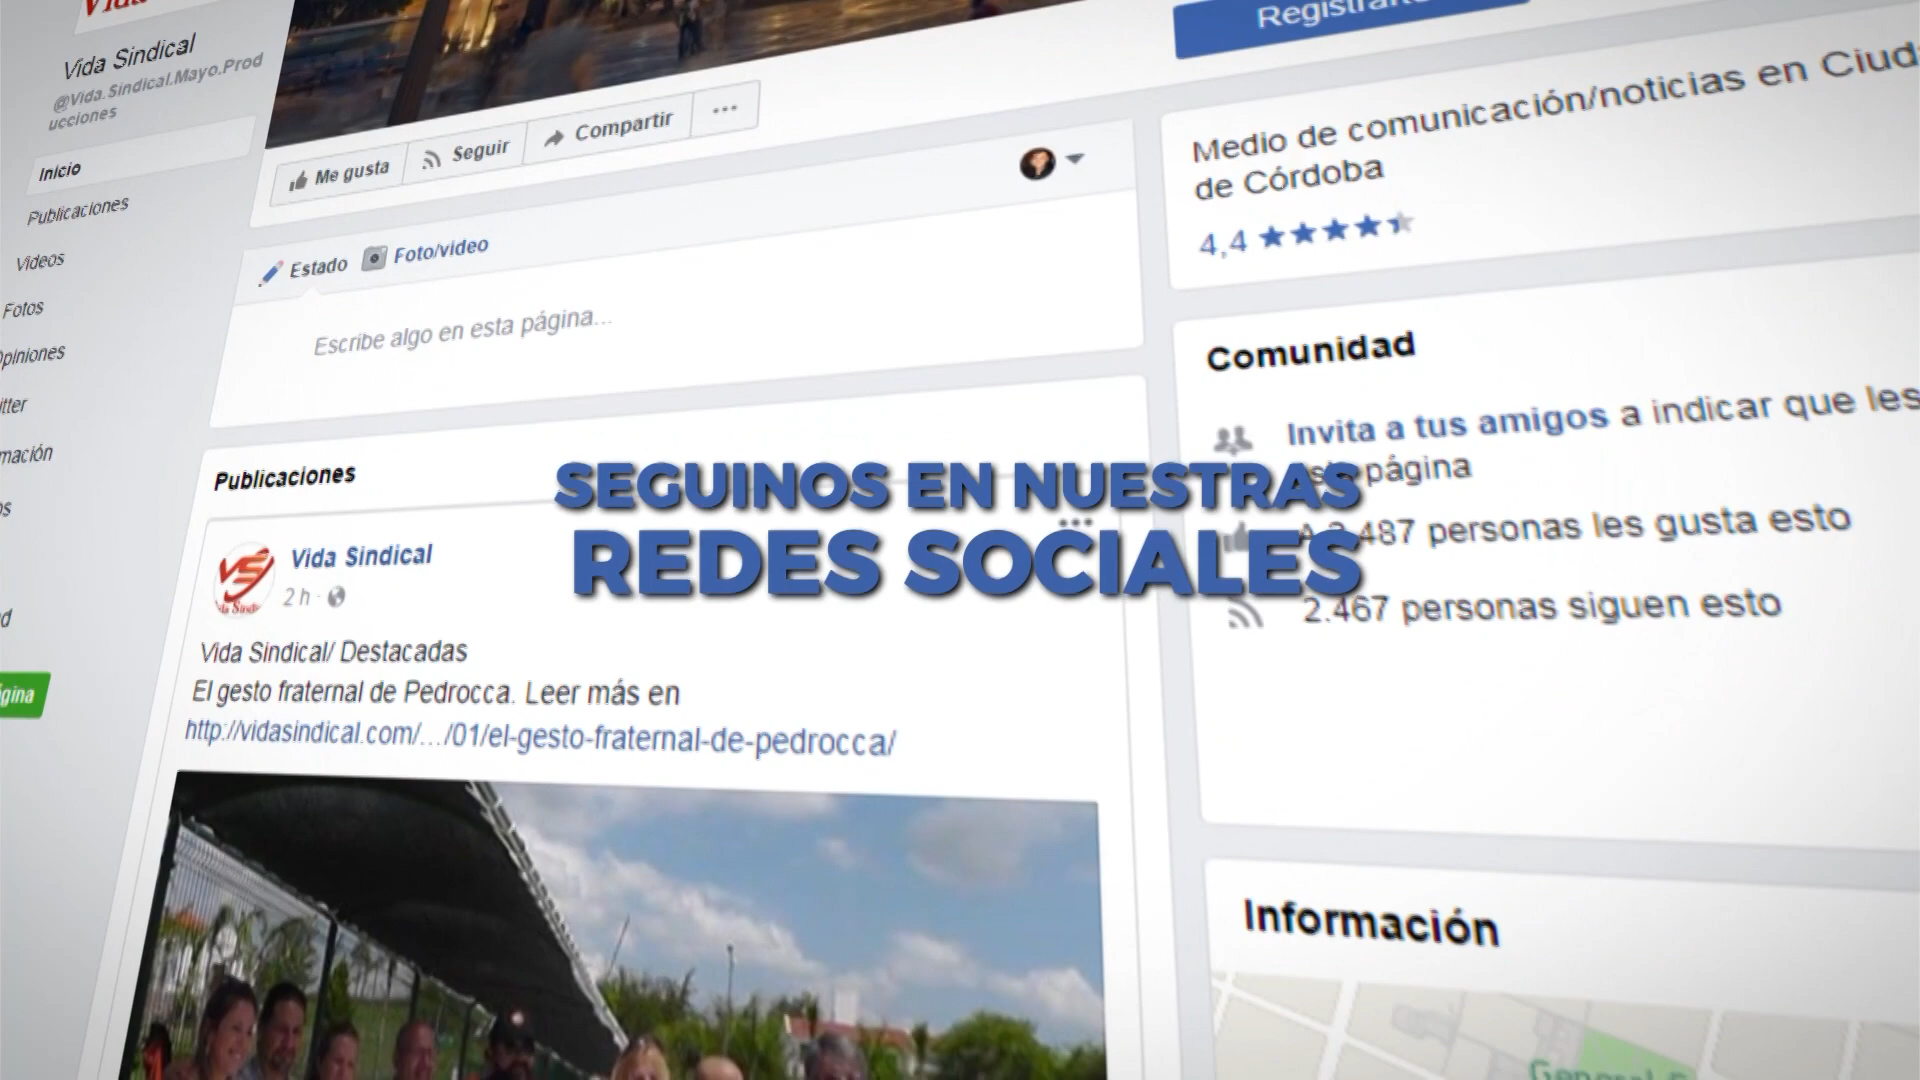 Vida Sindical
@Vida.Sindical.Mayo.Prod
ucciones
Inicio
Publicaciones
Videos
Fotos
Me gusta
Seguir
Compartir
Estado
Foto/video
Escribe algo en esta página...
Publicaciones
Vida Sindical
2 h
Vida Sindical/ Destacadas
El gesto fraternal de Pedrocca. Leer más en
http://vidasindical.com/.../01/el-gesto-fraternal-de-pedrocca/
SEGUINOS EN NUESTRAS
REDES SOCIALES
Medio de comunicación/noticias en
de Córdoba
4,4
Comunidad
Invita a tus amigos a indicar que les
página
personas les gusta esto
2.467 personas siguen esto
Información